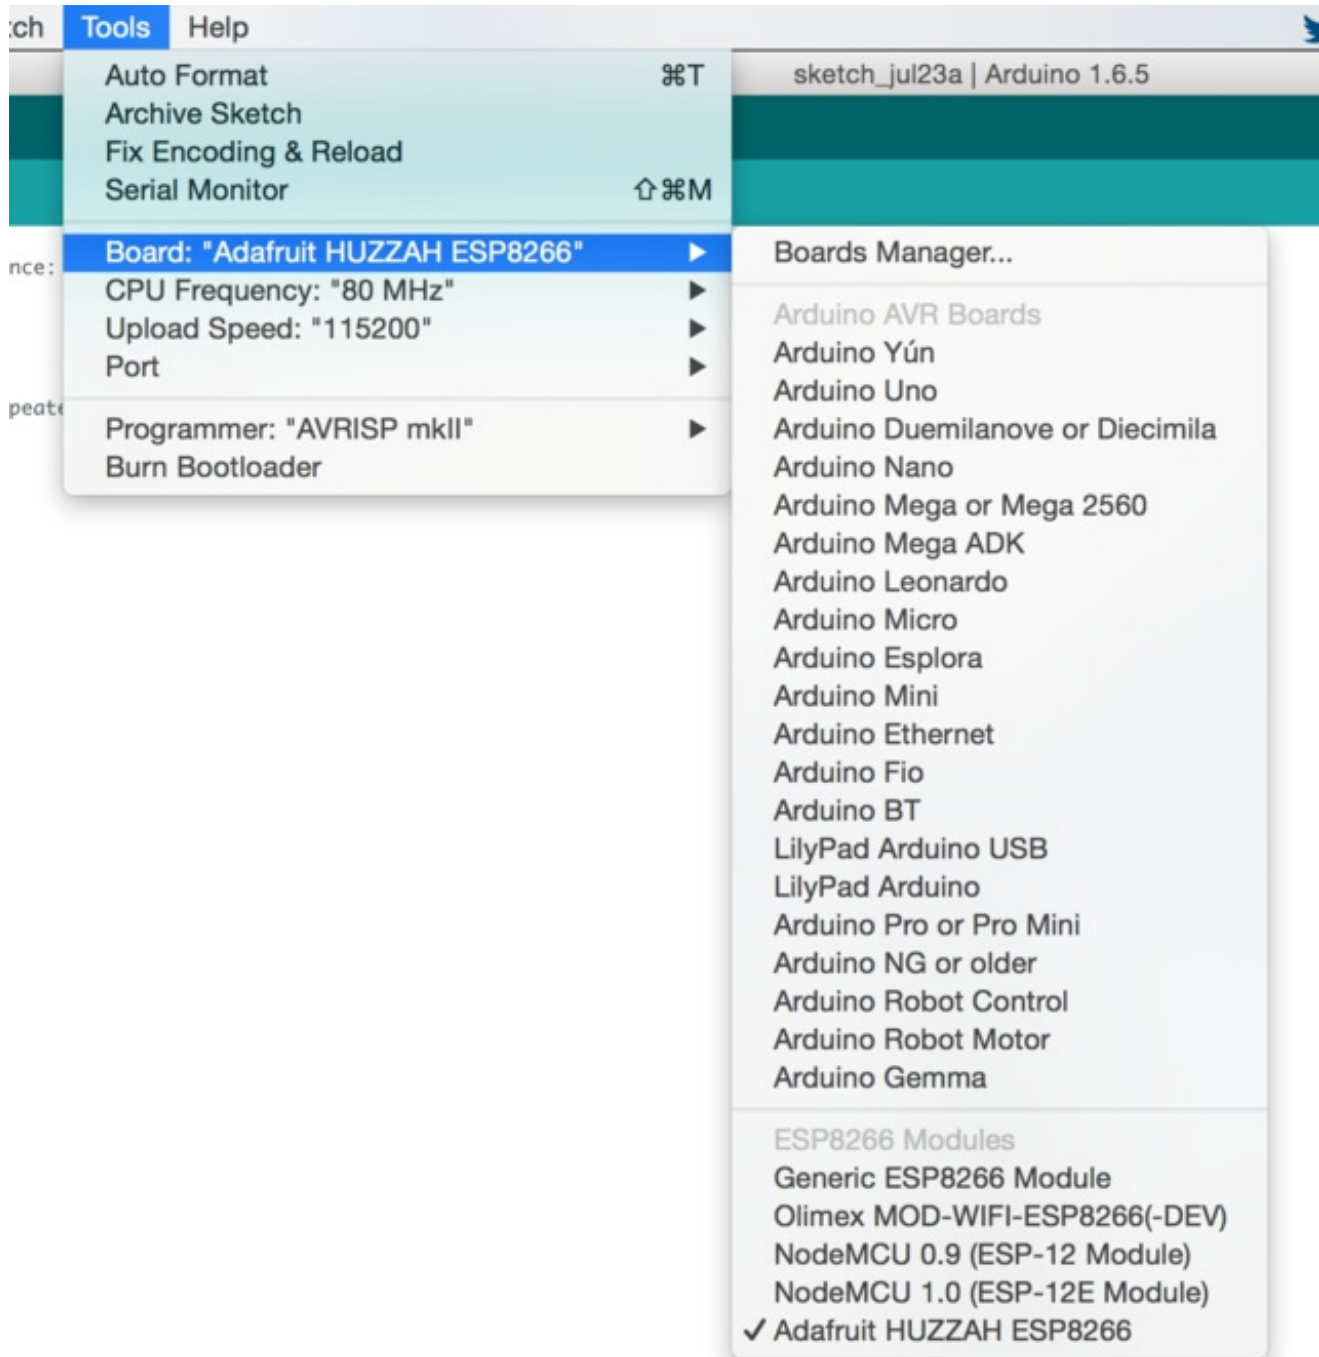 tch Tools Help
sketch_jul23a | Arduino 1.6.5
Auto Format ⌘T
Archive Sketch
Fix Encoding & Reload
Serial Monitor ⇧⌘M
Board: "Adafruit HUZZAH ESP8266" ▶
nce:
CPU Frequency: "80 MHz" ▶
Upload Speed: "115200" ▶
Port ▶
peate
Programmer: "AVRISP mkII" ▶
Burn Bootloader
Boards Manager...
Arduino AVR Boards
Arduino Yún
Arduino Uno
Arduino Duemilanove or Diecimila
Arduino Nano
Arduino Mega or Mega 2560
Arduino Mega ADK
Arduino Leonardo
Arduino Micro
Arduino Esplora
Arduino Mini
Arduino Ethernet
Arduino Fio
Arduino BT
LilyPad Arduino USB
LilyPad Arduino
Arduino Pro or Pro Mini
Arduino NG or older
Arduino Robot Control
Arduino Robot Motor
Arduino Gemma
ESP8266 Modules
Generic ESP8266 Module
Olimex MOD-WIFI-ESP8266(-DEV)
NodeMCU 0.9 (ESP-12 Module)
NodeMCU 1.0 (ESP-12E Module)
✓ Adafruit HUZZAH ESP8266